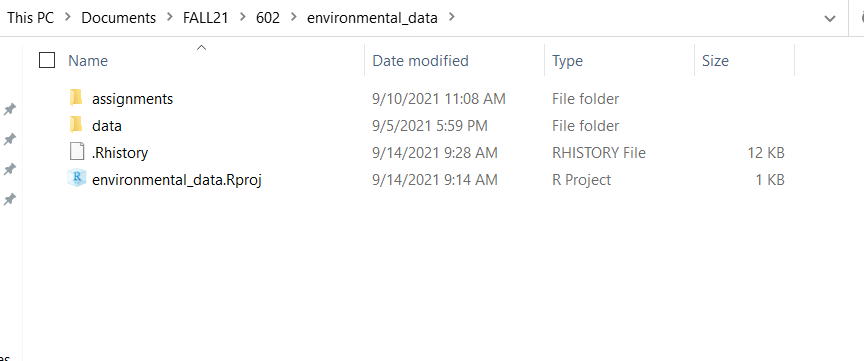 This PC > Documents > FALL21 > 602 > environmental_data >
Name Date modified Type Size
assignments 9/10/2021 11:08 AM File folder
data 9/5/2021 5:59 PM File folder
.Rhistory 9/14/2021 9:28 AM RHISTORY File 12 KB
environmental_data.Rproj 9/14/2021 9:14 AM R Project 1 KB